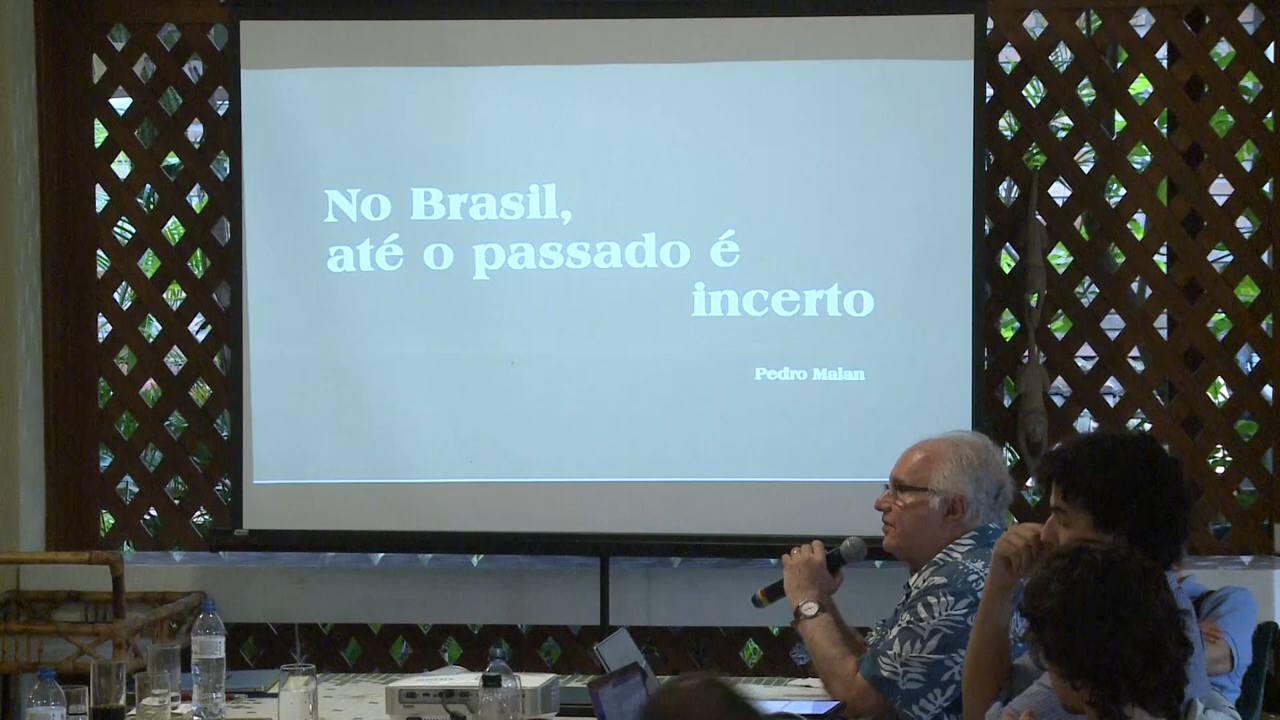 No Brasil,
até o passado é
incerto
Pedro Malan